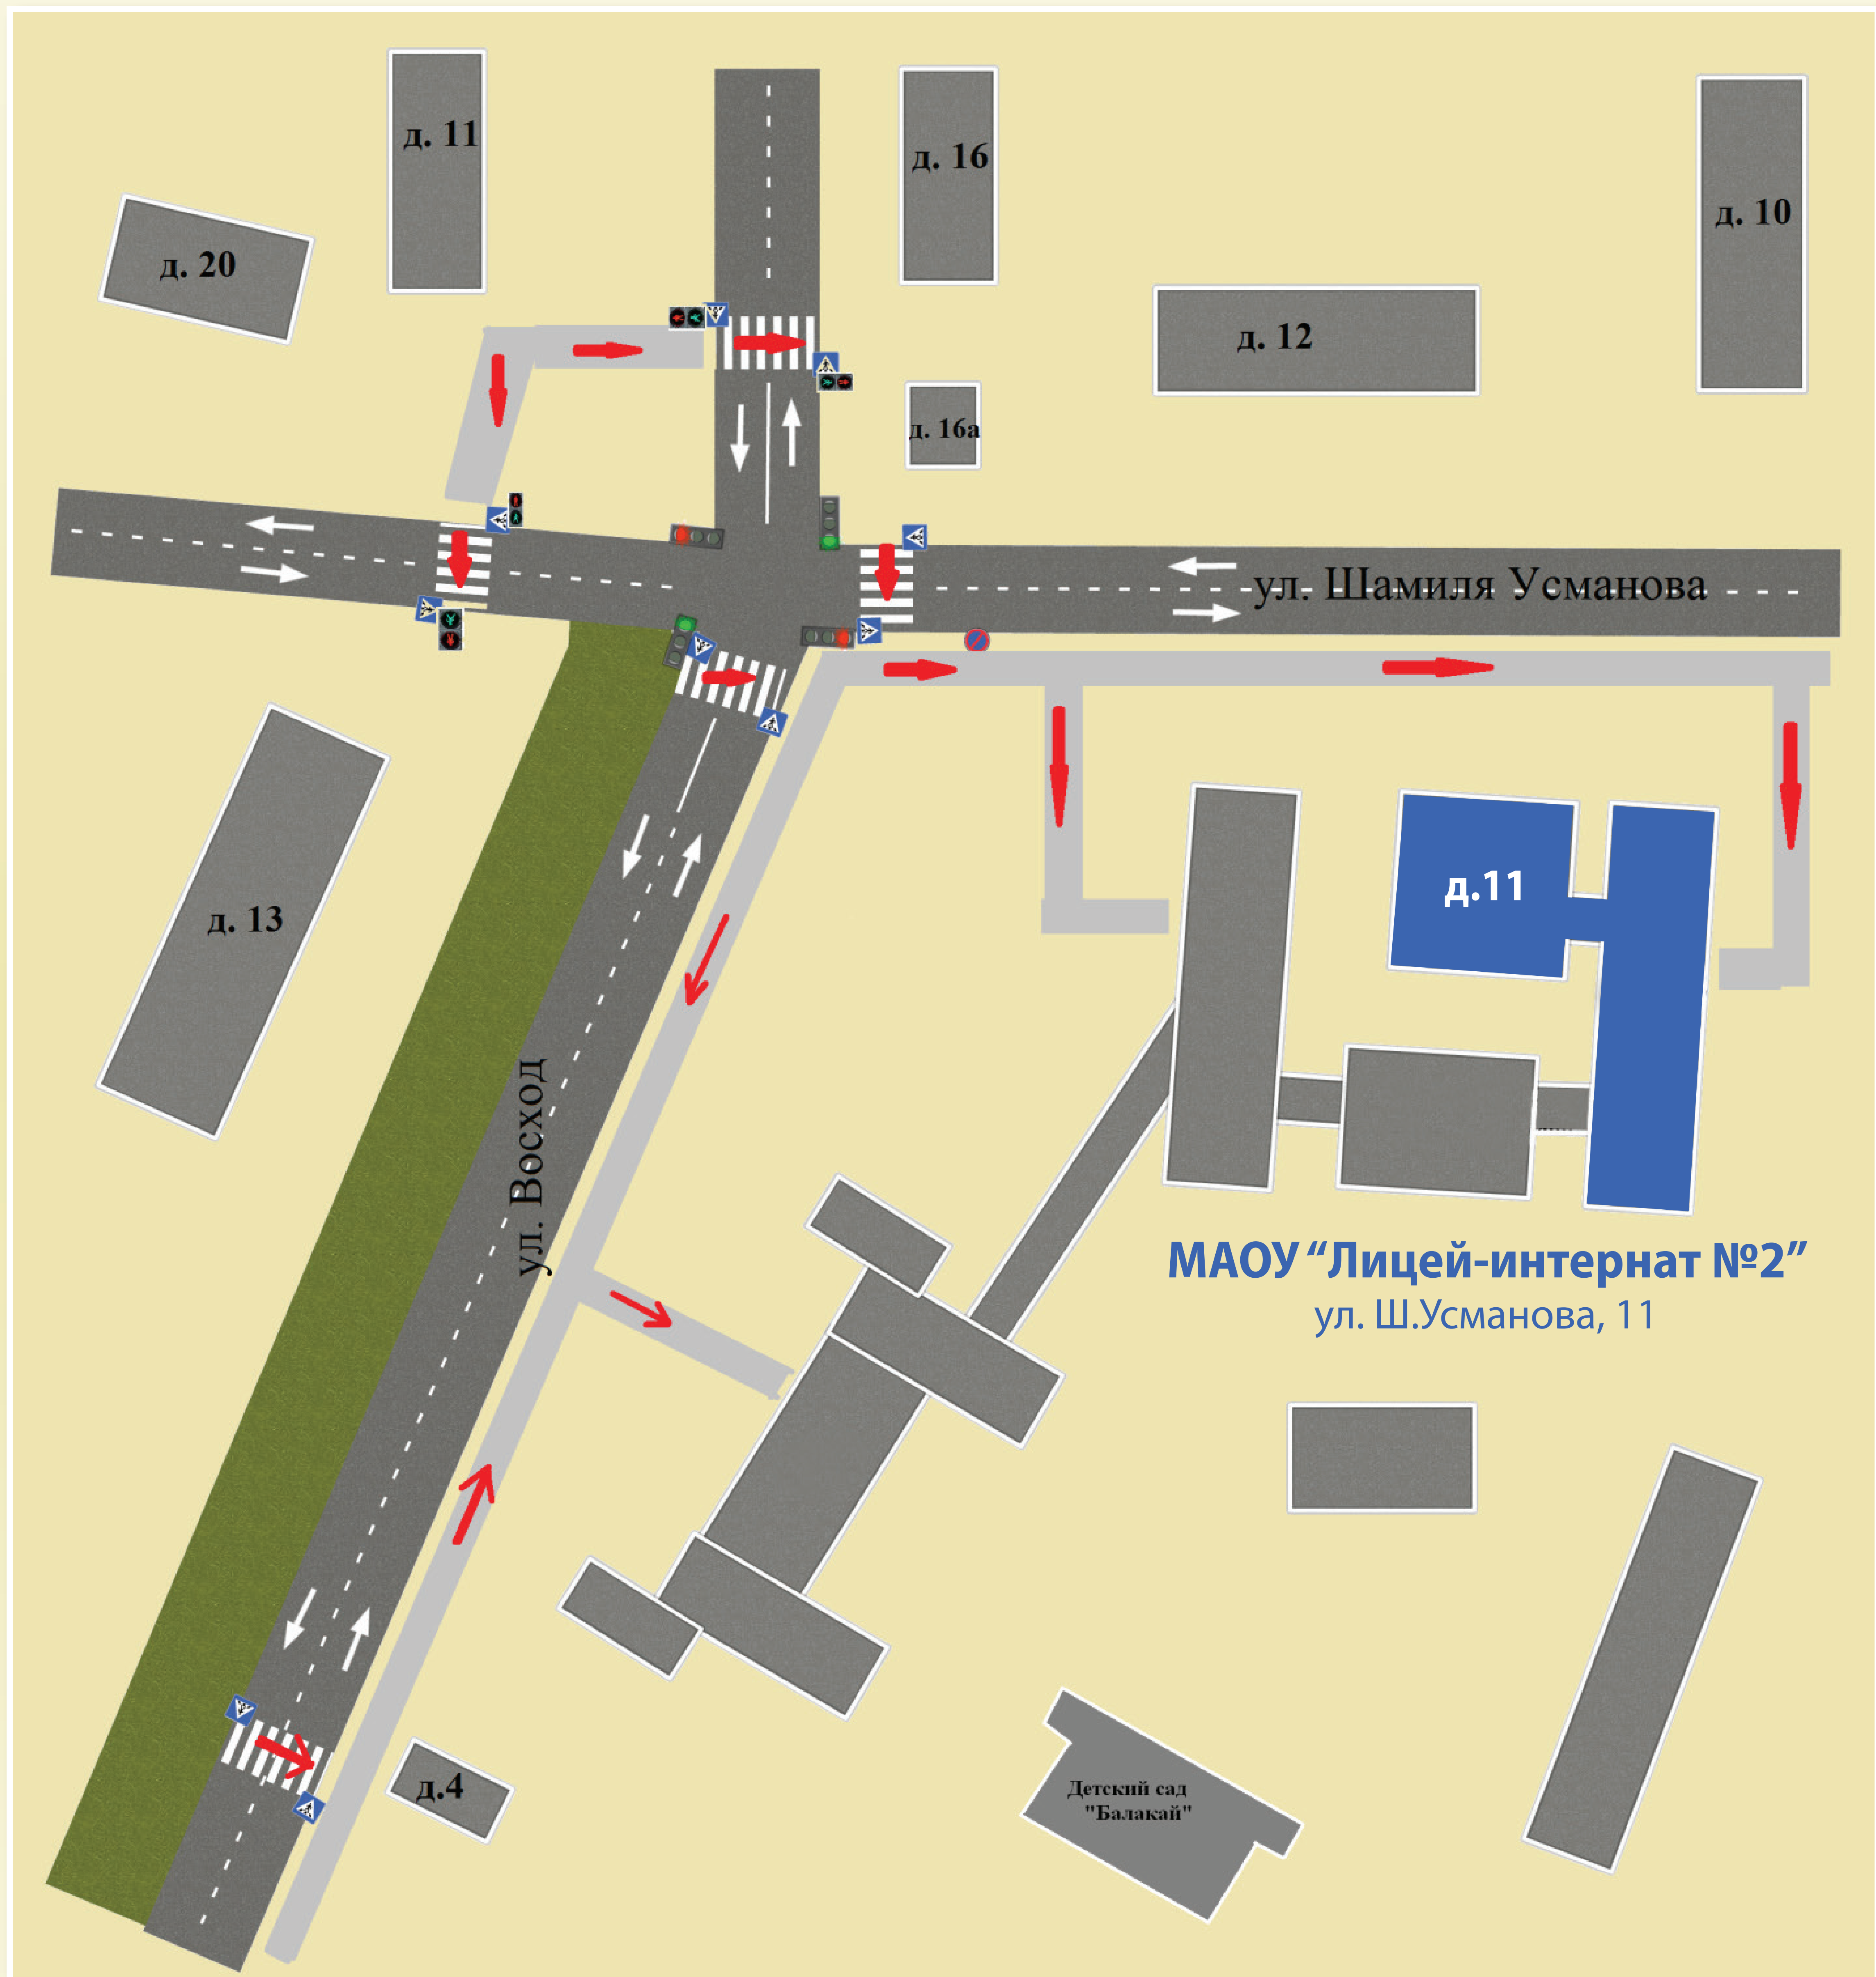 д. 11
д. 16
д. 10
д. 20
д. 12
д. 16а
ул. Шамиля Усманова
д.11
д. 13
ул. Восход
МАОУ “Лицей-интернат №2”
ул. Ш.Усманова, 11
д.4
Детский сад
"Балакай"